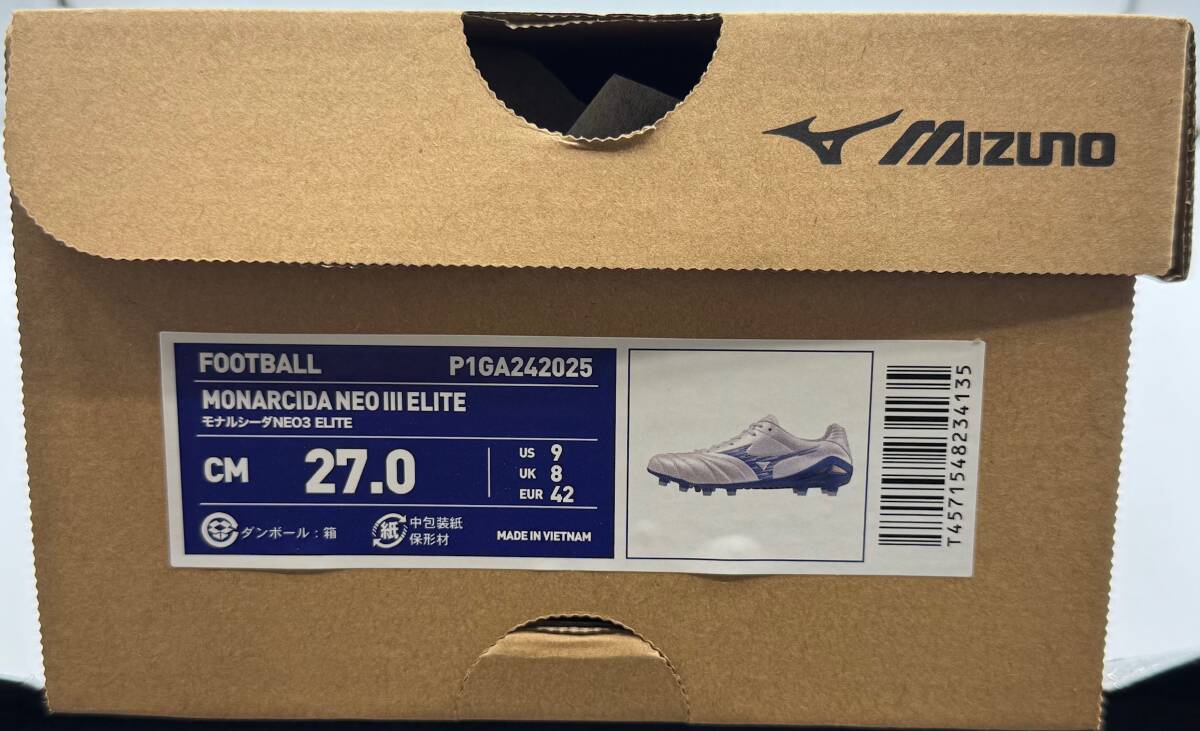 MIZUNO
FOOTBALL P1GA242025
MONARCIDA NEO III ELITE
モナルシーダNEO3 ELITE
CM 27.0
US 9
UK 8
EUR 42
ダンボール：箱
紙 中包装紙
保形材
MADE IN VIETNAM
T4571548234135